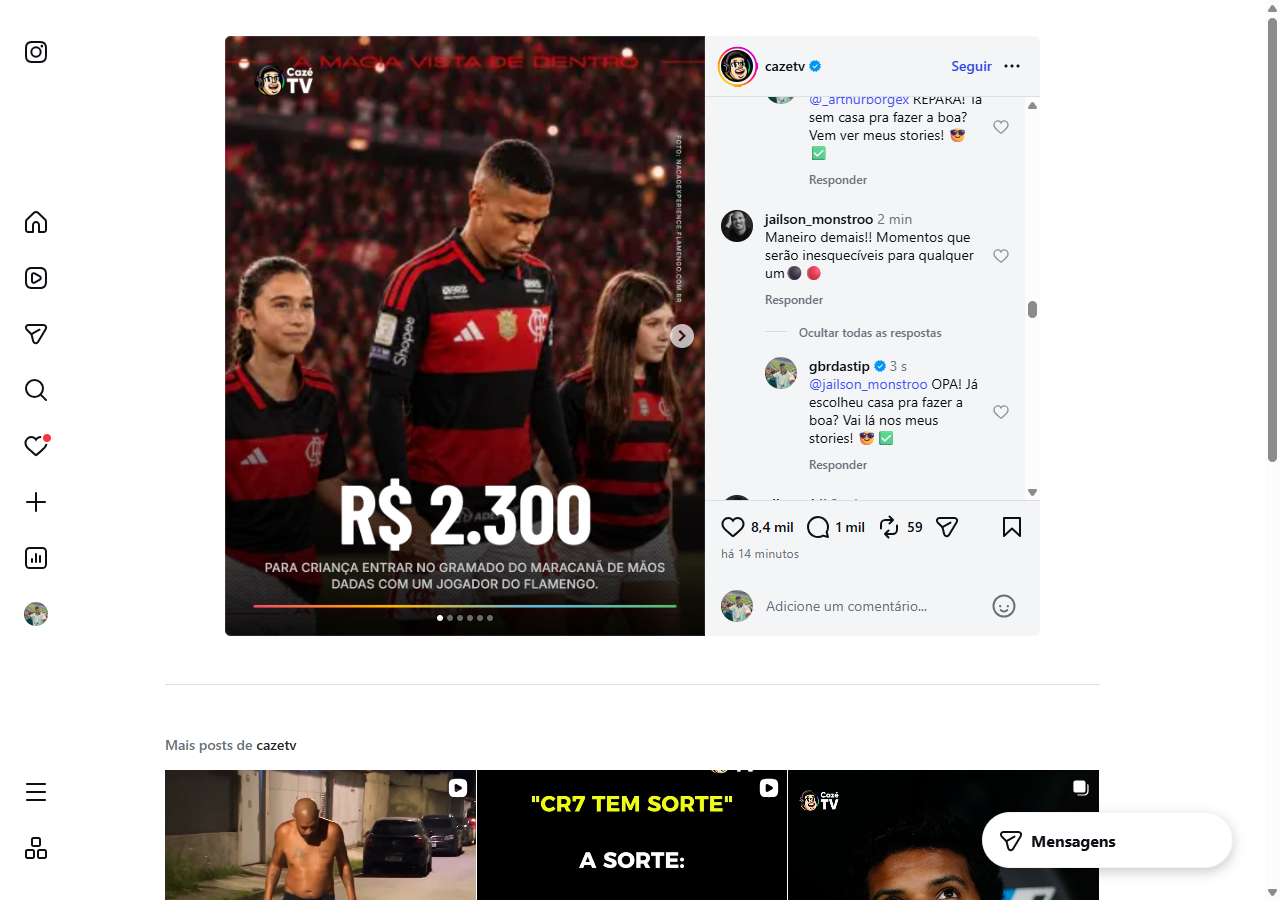 A MAGIA VISTA DE DENTRO
Cazé
TV
FOTO: NACAOEXPERIENCE.FLAMENGO.COM.BR
Shopee
R$ 2.300
PARA CRIANÇA ENTRAR NO GRAMADO DO MARACANÃ DE MÃOS
DADAS COM UM JOGADOR DO FLAMENGO.
cazetv
Seguir
@_arthurborgex REPARA! Tá
sem casa pra fazer a boa?
Vem ver meus stories! 😎
✅
Responder
jailson_monstroo 2 min
Maneiro demais!! Momentos que
serão inesquecíveis para qualquer
um⚫🔴
Responder
Ocultar todas as respostas
gbrdastip 3 s
@jailson_monstroo OPA! Já
escolheu casa pra fazer a
boa? Vai lá nos meus
stories! 😎 ✅
Responder
8,4 mil
1 mil
59
há 14 minutos
Adicione um comentário...
Mais posts de cazetv
"CR7 TEM SORTE"
A SORTE:
Cazé
TV
Mensagens